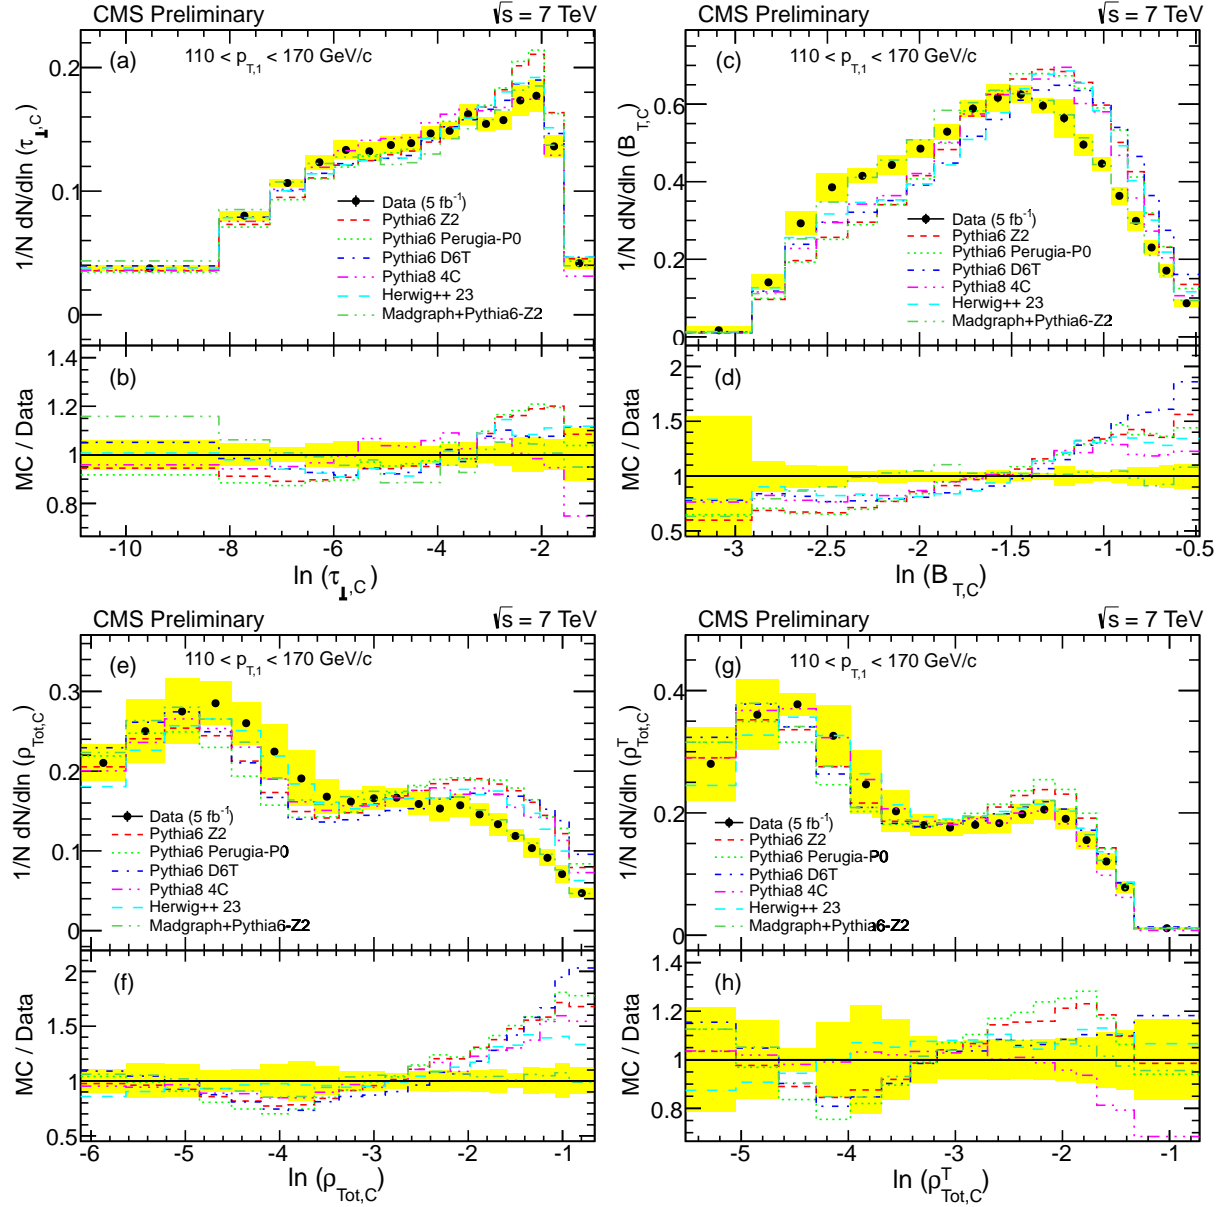 CMS Preliminary
√s = 7 TeV
(a)
110 < p_T,1 < 170 GeV/c
1/N dN/dln (τ_⊥,C)
0.2
0.1
0
Data (5 fb⁻¹)
Pythia6 Z2
Pythia6 Perugia-P0
Pythia6 D6T
Pythia8 4C
Herwig++ 23
Madgraph+Pythia6-Z2
(b)
MC / Data
1.4
1.2
1
0.8
-10
-8
-6
-4
-2
ln (τ_⊥,C)
CMS Preliminary
√s = 7 TeV
(c)
110 < p_T,1 < 170 GeV/c
1/N dN/dln (B_T,C)
0.6
0.4
0.2
0
Data (5 fb⁻¹)
Pythia6 Z2
Pythia6 Perugia-P0
Pythia6 D6T
Pythia8 4C
Herwig++ 23
Madgraph+Pythia6-Z2
(d)
MC / Data
2
1.5
1
0.5
-3
-2.5
-2
-1.5
-1
-0.5
ln (B_T,C)
CMS Preliminary
√s = 7 TeV
(e)
110 < p_T,1 < 170 GeV/c
1/N dN/dln (ρ_Tot,C)
0.3
0.2
0.1
0
Data (5 fb⁻¹)
Pythia6 Z2
Pythia6 Perugia-P0
Pythia6 D6T
Pythia8 4C
Herwig++ 23
Madgraph+Pythia6-Z2
(f)
MC / Data
2
1.5
1
0.5
-6
-5
-4
-3
-2
-1
ln (ρ_Tot,C)
CMS Preliminary
√s = 7 TeV
(g)
110 < p_T,1 < 170 GeV/c
1/N dN/dln (ρ^T_Tot,C)
0.4
0.2
0
Data (5 fb⁻¹)
Pythia6 Z2
Pythia6 Perugia-P0
Pythia6 D6T
Pythia8 4C
Herwig++ 23
Madgraph+Pythia6-Z2
(h)
MC / Data
1.4
1.2
1
0.8
-5
-4
-3
-2
-1
ln (ρ^T_Tot,C)